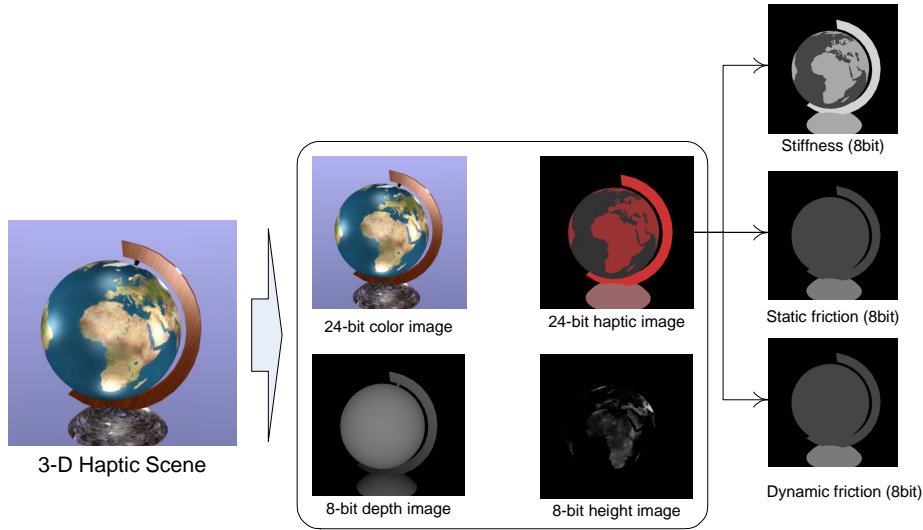 Stiffness (8bit)
24-bit color image
24-bit haptic image
Static friction (8bit)
3-D Haptic Scene
8-bit depth image
8-bit height image
Dynamic friction (8bit)